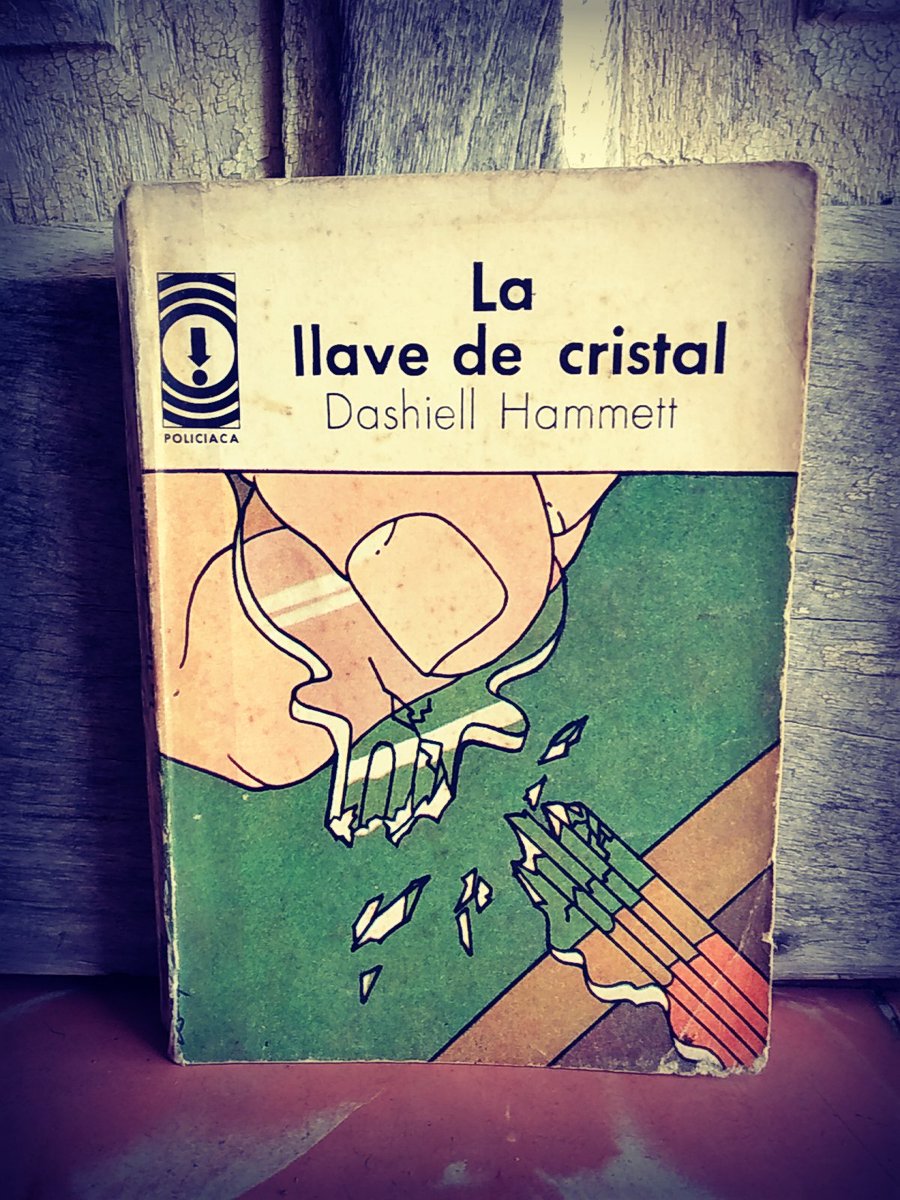 La
llave de cristal
Dashiell Hammett
POLICIACA